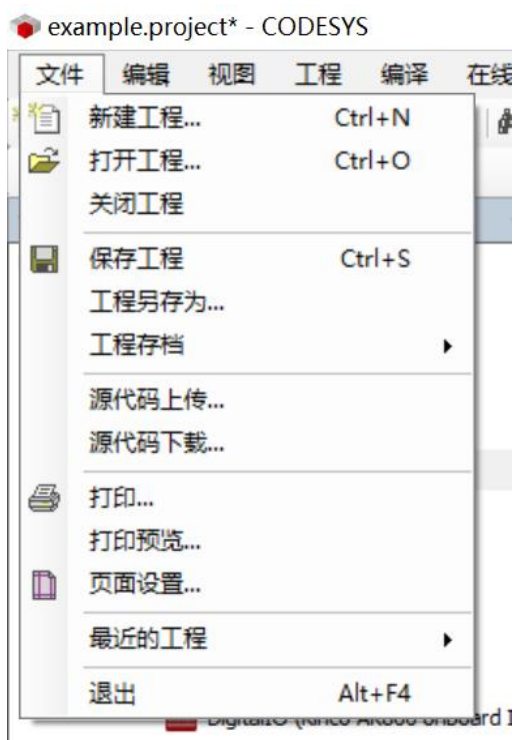 example.project* - CODESYS
文件 编辑 视图 工程 编译 在线
新建工程... Ctrl+N
打开工程... Ctrl+O
关闭工程
保存工程 Ctrl+S
工程另存为...
工程存档
源代码上传...
源代码下载...
打印...
打印预览...
页面设置...
最近的工程
退出 Alt+F4